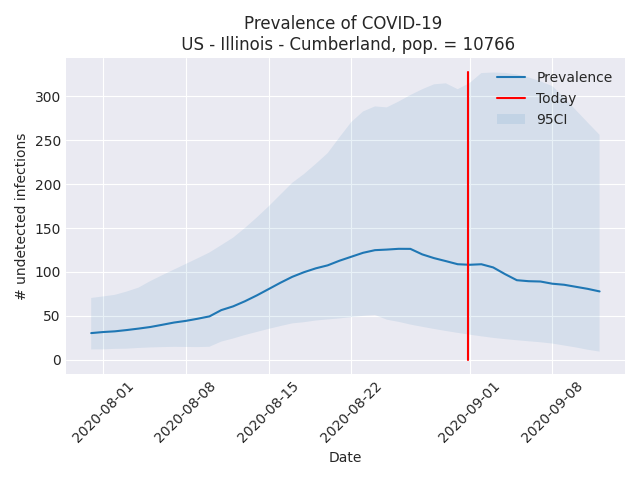 Prevalence of COVID-19
US - Illinois - Cumberland, pop. = 10766
Prevalence
Today
95CI
300
250
200
150
100
50
0
# undetected infections
2020-08-01
2020-08-08
2020-08-15
2020-08-22
2020-09-01
2020-09-08
Date